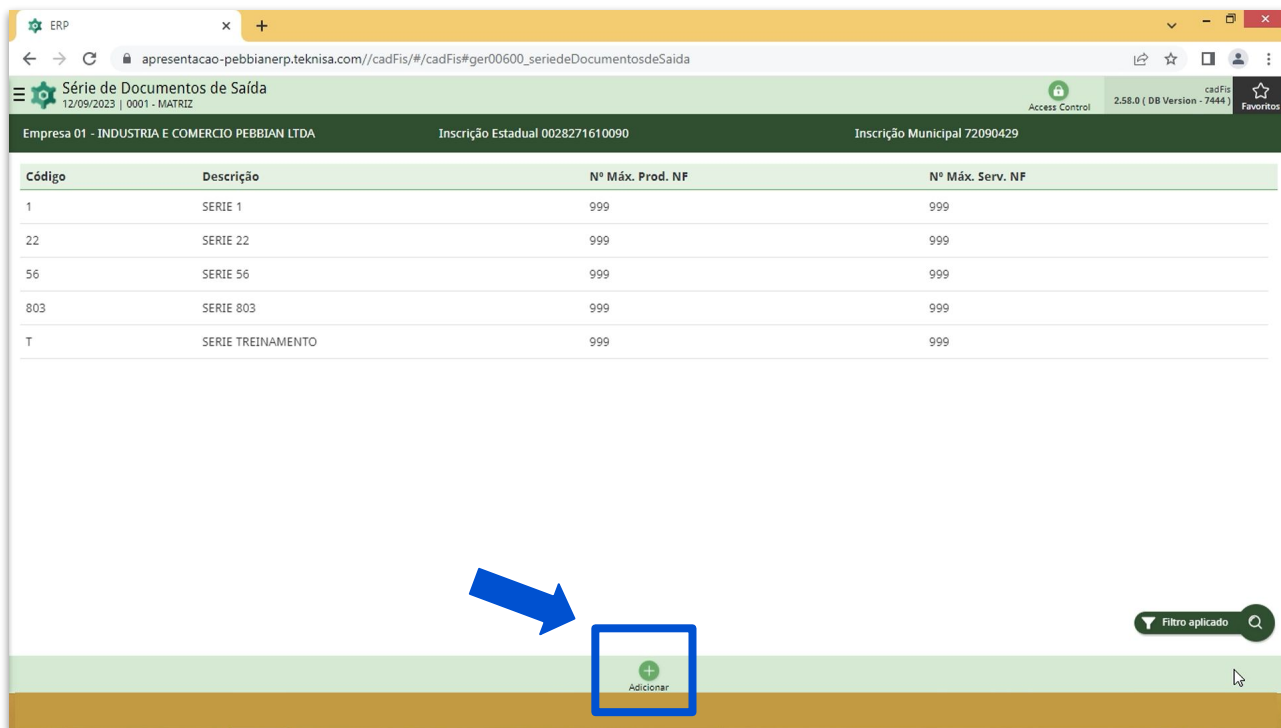 ERP
apresentacao-pebbianerp.teknisa.com//cadFis/#/cadFis#ger00600_seriedeDocumentosdeSaida
Série de Documentos de Saída
12/09/2023 | 0001 - MATRIZ
Access Control
cadFis
2.58.0 ( DB Version - 7444 )
Favoritos
Empresa 01 - INDUSTRIA E COMERCIO PEBBIAN LTDA Inscrição Estadual 0028271610090 Inscrição Municipal 72090429
Código Descrição Nº Máx. Prod. NF Nº Máx. Serv. NF
1 SERIE 1 999 999
22 SERIE 22 999 999
56 SERIE 56 999 999
803 SERIE 803 999 999
T SERIE TREINAMENTO 999 999
Filtro aplicado
Adicionar